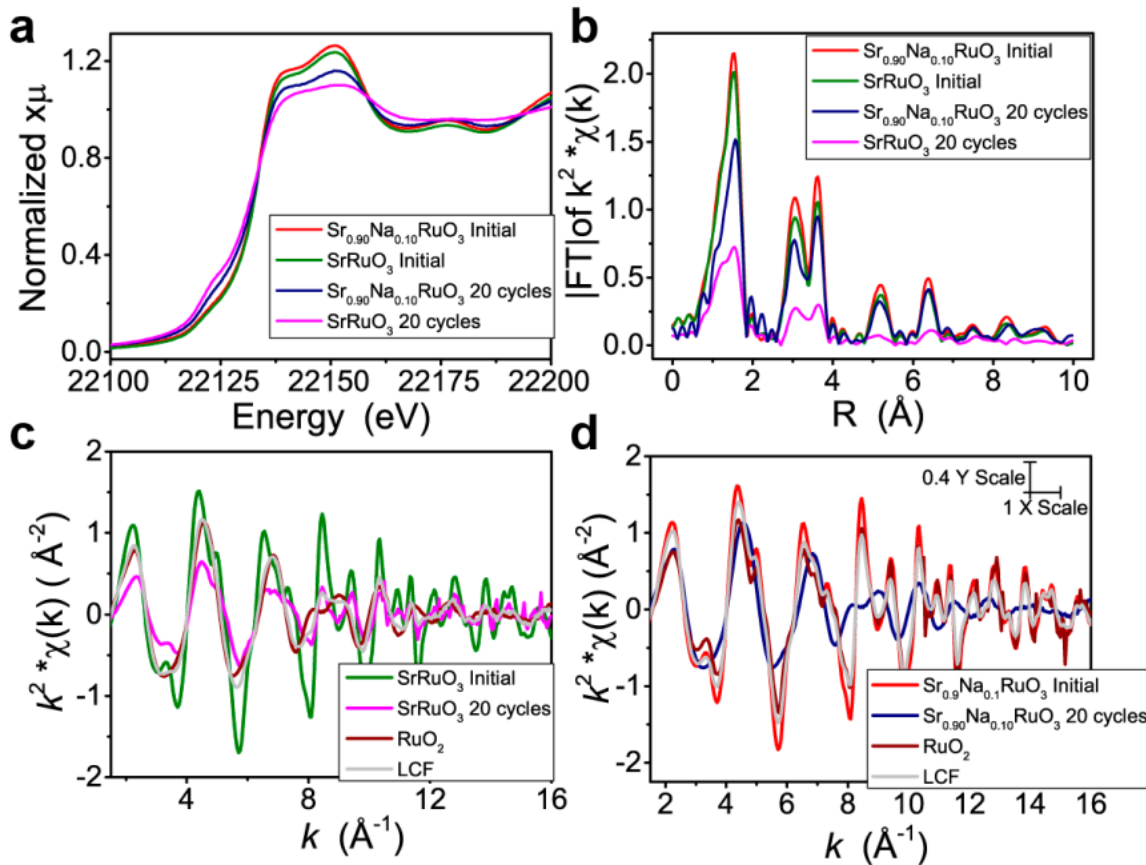 a
Normalized xμ
1.2
0.8
0.4
0.0
Sr0.90Na0.10RuO3 Initial
SrRuO3 Initial
Sr0.90Na0.10RuO3 20 cycles
SrRuO3 20 cycles
22100 22125 22150 22175 22200
Energy (eV)
b
|FT|of k2 *χ(k)
2.0
1.5
1.0
0.5
0.0
Sr0.90Na0.10RuO3 Initial
SrRuO3 Initial
Sr0.90Na0.10RuO3 20 cycles
SrRuO3 20 cycles
0 2 4 6 8 10
R (Å)
c
k2 *χ(k) ( Å-2)
2
1
0
-1
-2
SrRuO3 Initial
SrRuO3 20 cycles
RuO2
LCF
4 8 12 16
k (Å-1)
d
k2 *χ(k) (Å-2)
2
1
0
-1
-2
0.4 Y Scale
1 X Scale
Sr0.9Na0.1RuO3 Initial
Sr0.90Na0.10RuO3 20 cycles
RuO2
LCF
2 4 6 8 10 12 14 16
k (Å-1)